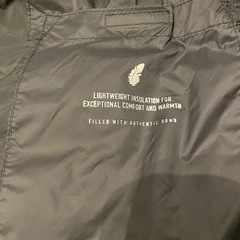 LIGHTWEIGHT INSULATION FOR
EXCEPTIONAL COMFORT AND WARMTH
FILLED WITH AUTHENTIC DOWN